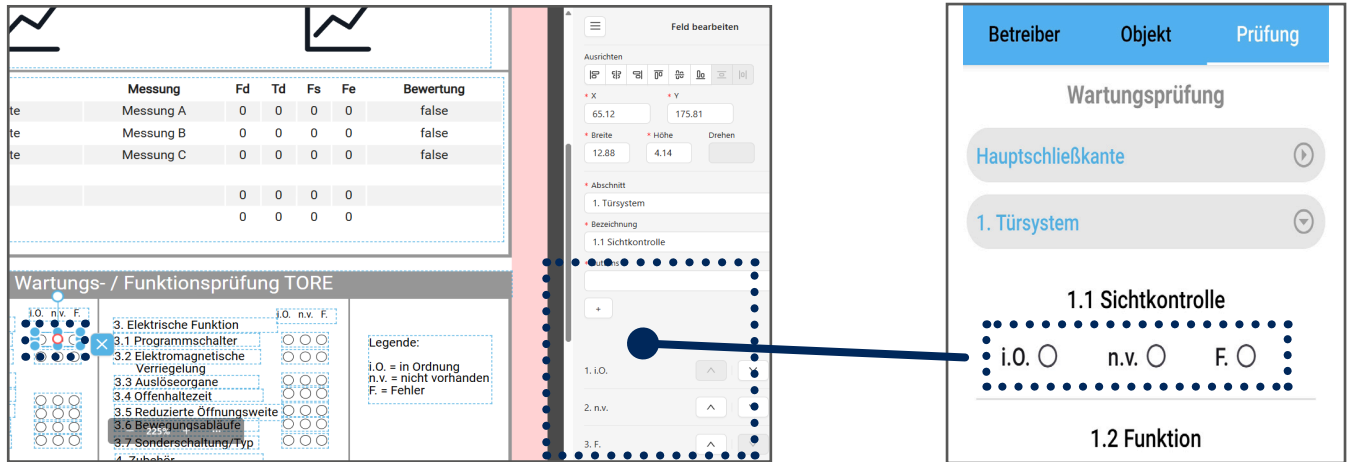 Messung Fd Td Fs Fe Bewertung
te Messung A 0 0 0 0 false
te Messung B 0 0 0 0 false
te Messung C 0 0 0 0 false
0 0 0 0
0 0 0 0
Wartungs- / Funktionsprüfung TORE
i.O. n.v. F.
i.O. n.v. F.
3. Elektrische Funktion
3.1 Programmschalter
3.2 Elektromagnetische
Verriegelung
3.3 Auslöseorgane
3.4 Offenhaltezeit
3.5 Reduzierte Öffnungsweite
3.6 Bewegungsabläufe
3.7 Sonderschaltung/Typ
4. Zubehör
225%
Legende:
i.O. = in Ordnung
n.v. = nicht vorhanden
F. = Fehler
Feld bearbeiten
Ausrichten
* X * Y
65.12 175.81
* Breite * Höhe Drehen
12.88 4.14
* Abschnitt
1. Türsystem
* Bezeichnung
1.1 Sichtkontrolle
+
1. i.O.
2. n.v.
3. F.
Betreiber Objekt Prüfung
Wartungsprüfung
Hauptschließkante
1. Türsystem
1.1 Sichtkontrolle
i.O. n.v. F.
1.2 Funktion